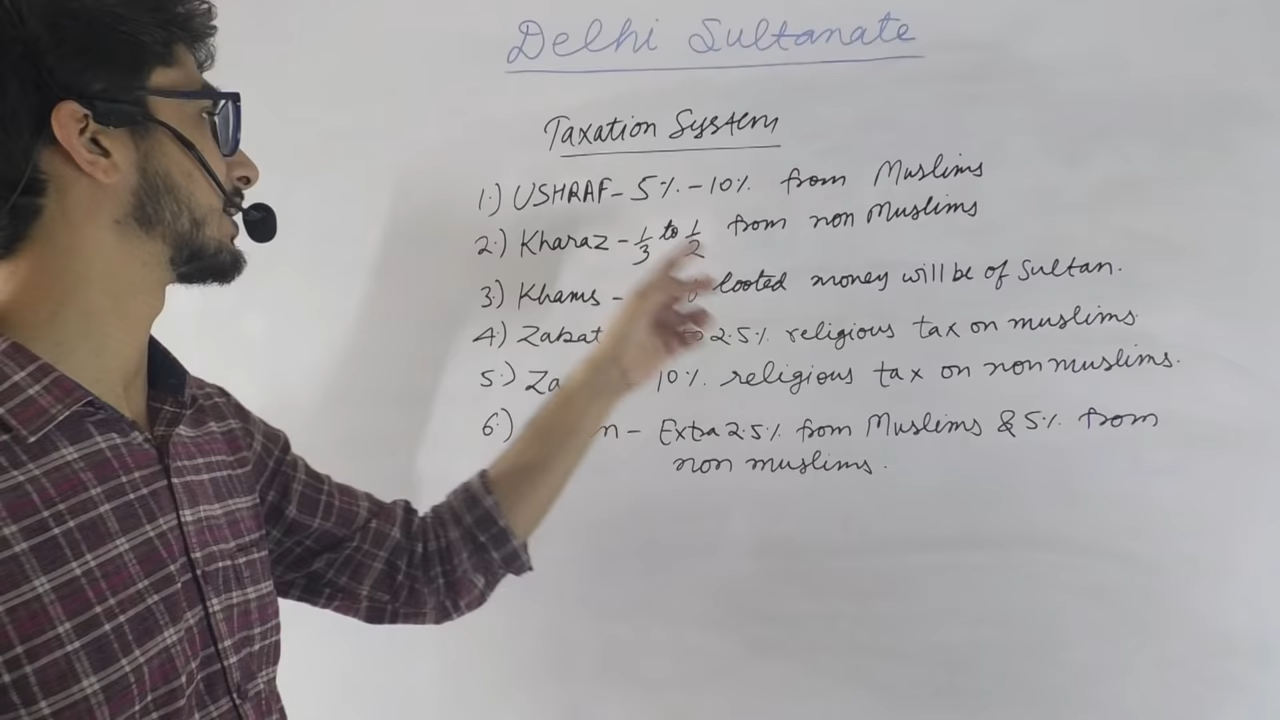 Delhi Sultanate
Taxation System
1.) USHRAF - 5% - 10% from Muslims
2.) Kharaz - 1/3 to 1/2 from non Muslims
3.) Khams - looted money will be of Sultan.
4.) Zakat 2.5% religious tax on muslims
5.) 10% religious tax on non muslims.
6.) - Extra 2.5% from Muslims & 5% from
non muslims.